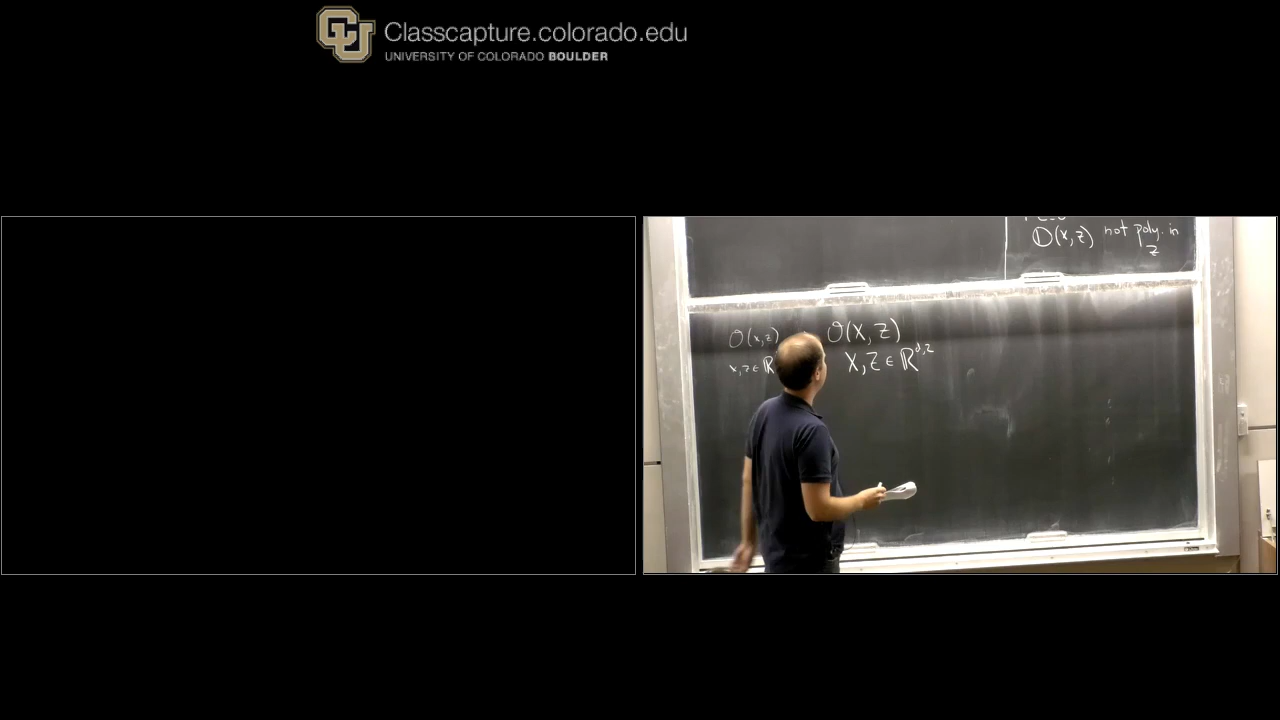 Classcapture.colorado.edu
UNIVERSITY OF COLORADO BOULDER
D(x,z) not poly. in
z
O(x,z) O(X,Z)
x,z∈ℝ X,Z∈ℝ^{d,2}